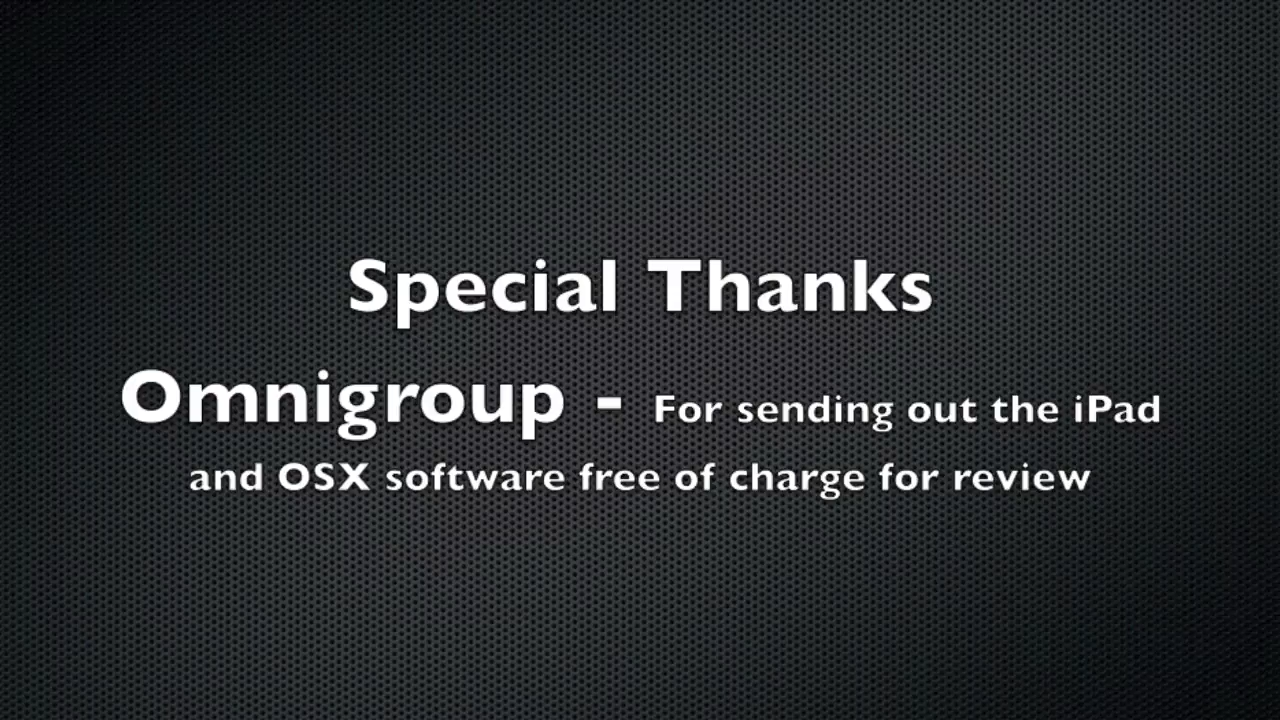 Special Thanks
Omnigroup - For sending out the iPad
and OSX software free of charge for review